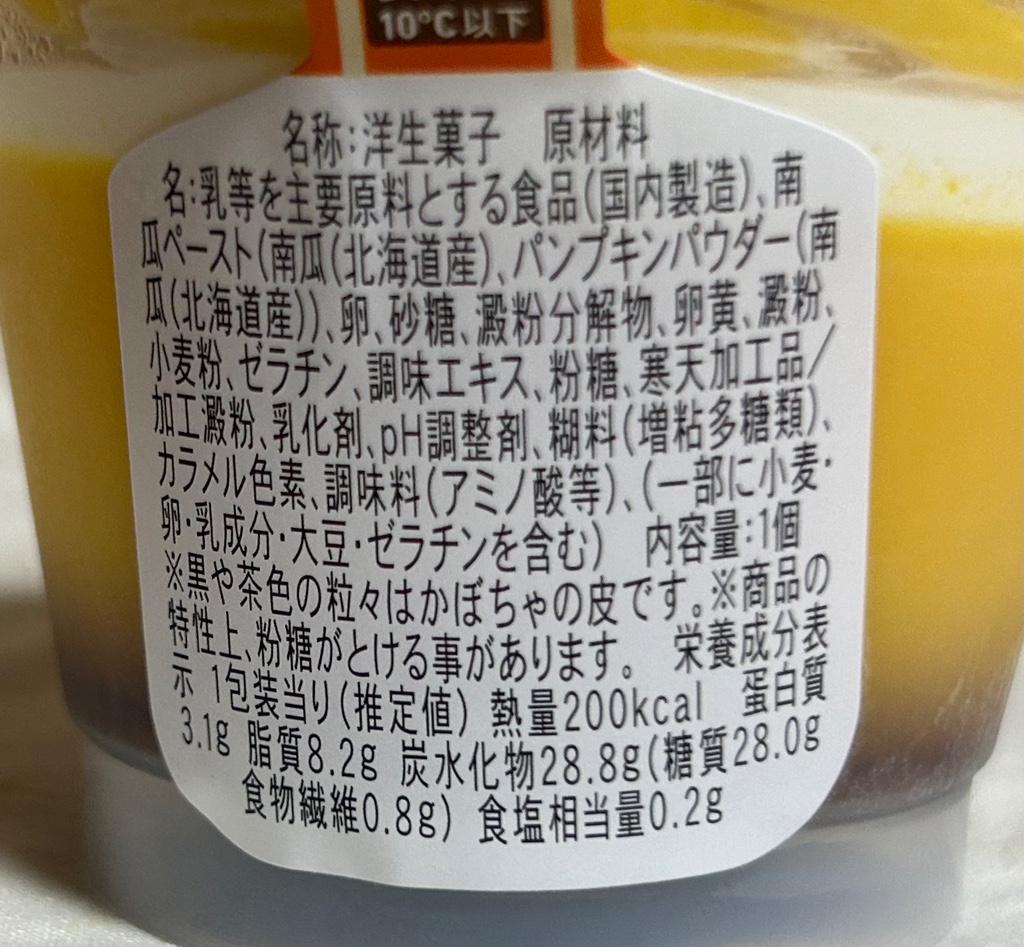 10℃以下
名称:洋生菓子 原材料
名:乳等を主要原料とする食品(国内製造)、南
瓜ペースト(南瓜(北海道産)、パンプキンパウダー(南
瓜(北海道産))、卵、砂糖、澱粉分解物、卵黄、澱粉、
小麦粉、ゼラチン、調味エキス、粉糖、寒天加工品/
加工澱粉、乳化剤、pH調整剤、糊料(増粘多糖類)、
カラメル色素、調味料(アミノ酸等)、(一部に小麦・
卵・乳成分・大豆・ゼラチンを含む) 内容量:1個
※黒や茶色の粒々はかぼちゃの皮です。※商品の
特性上、粉糖がとける事があります。 栄養成分表
示 1包装当り(推定値) 熱量200kcal 蛋白質
3.1g 脂質8.2g 炭水化物28.8g(糖質28.0g
食物繊維0.8g) 食塩相当量0.2g